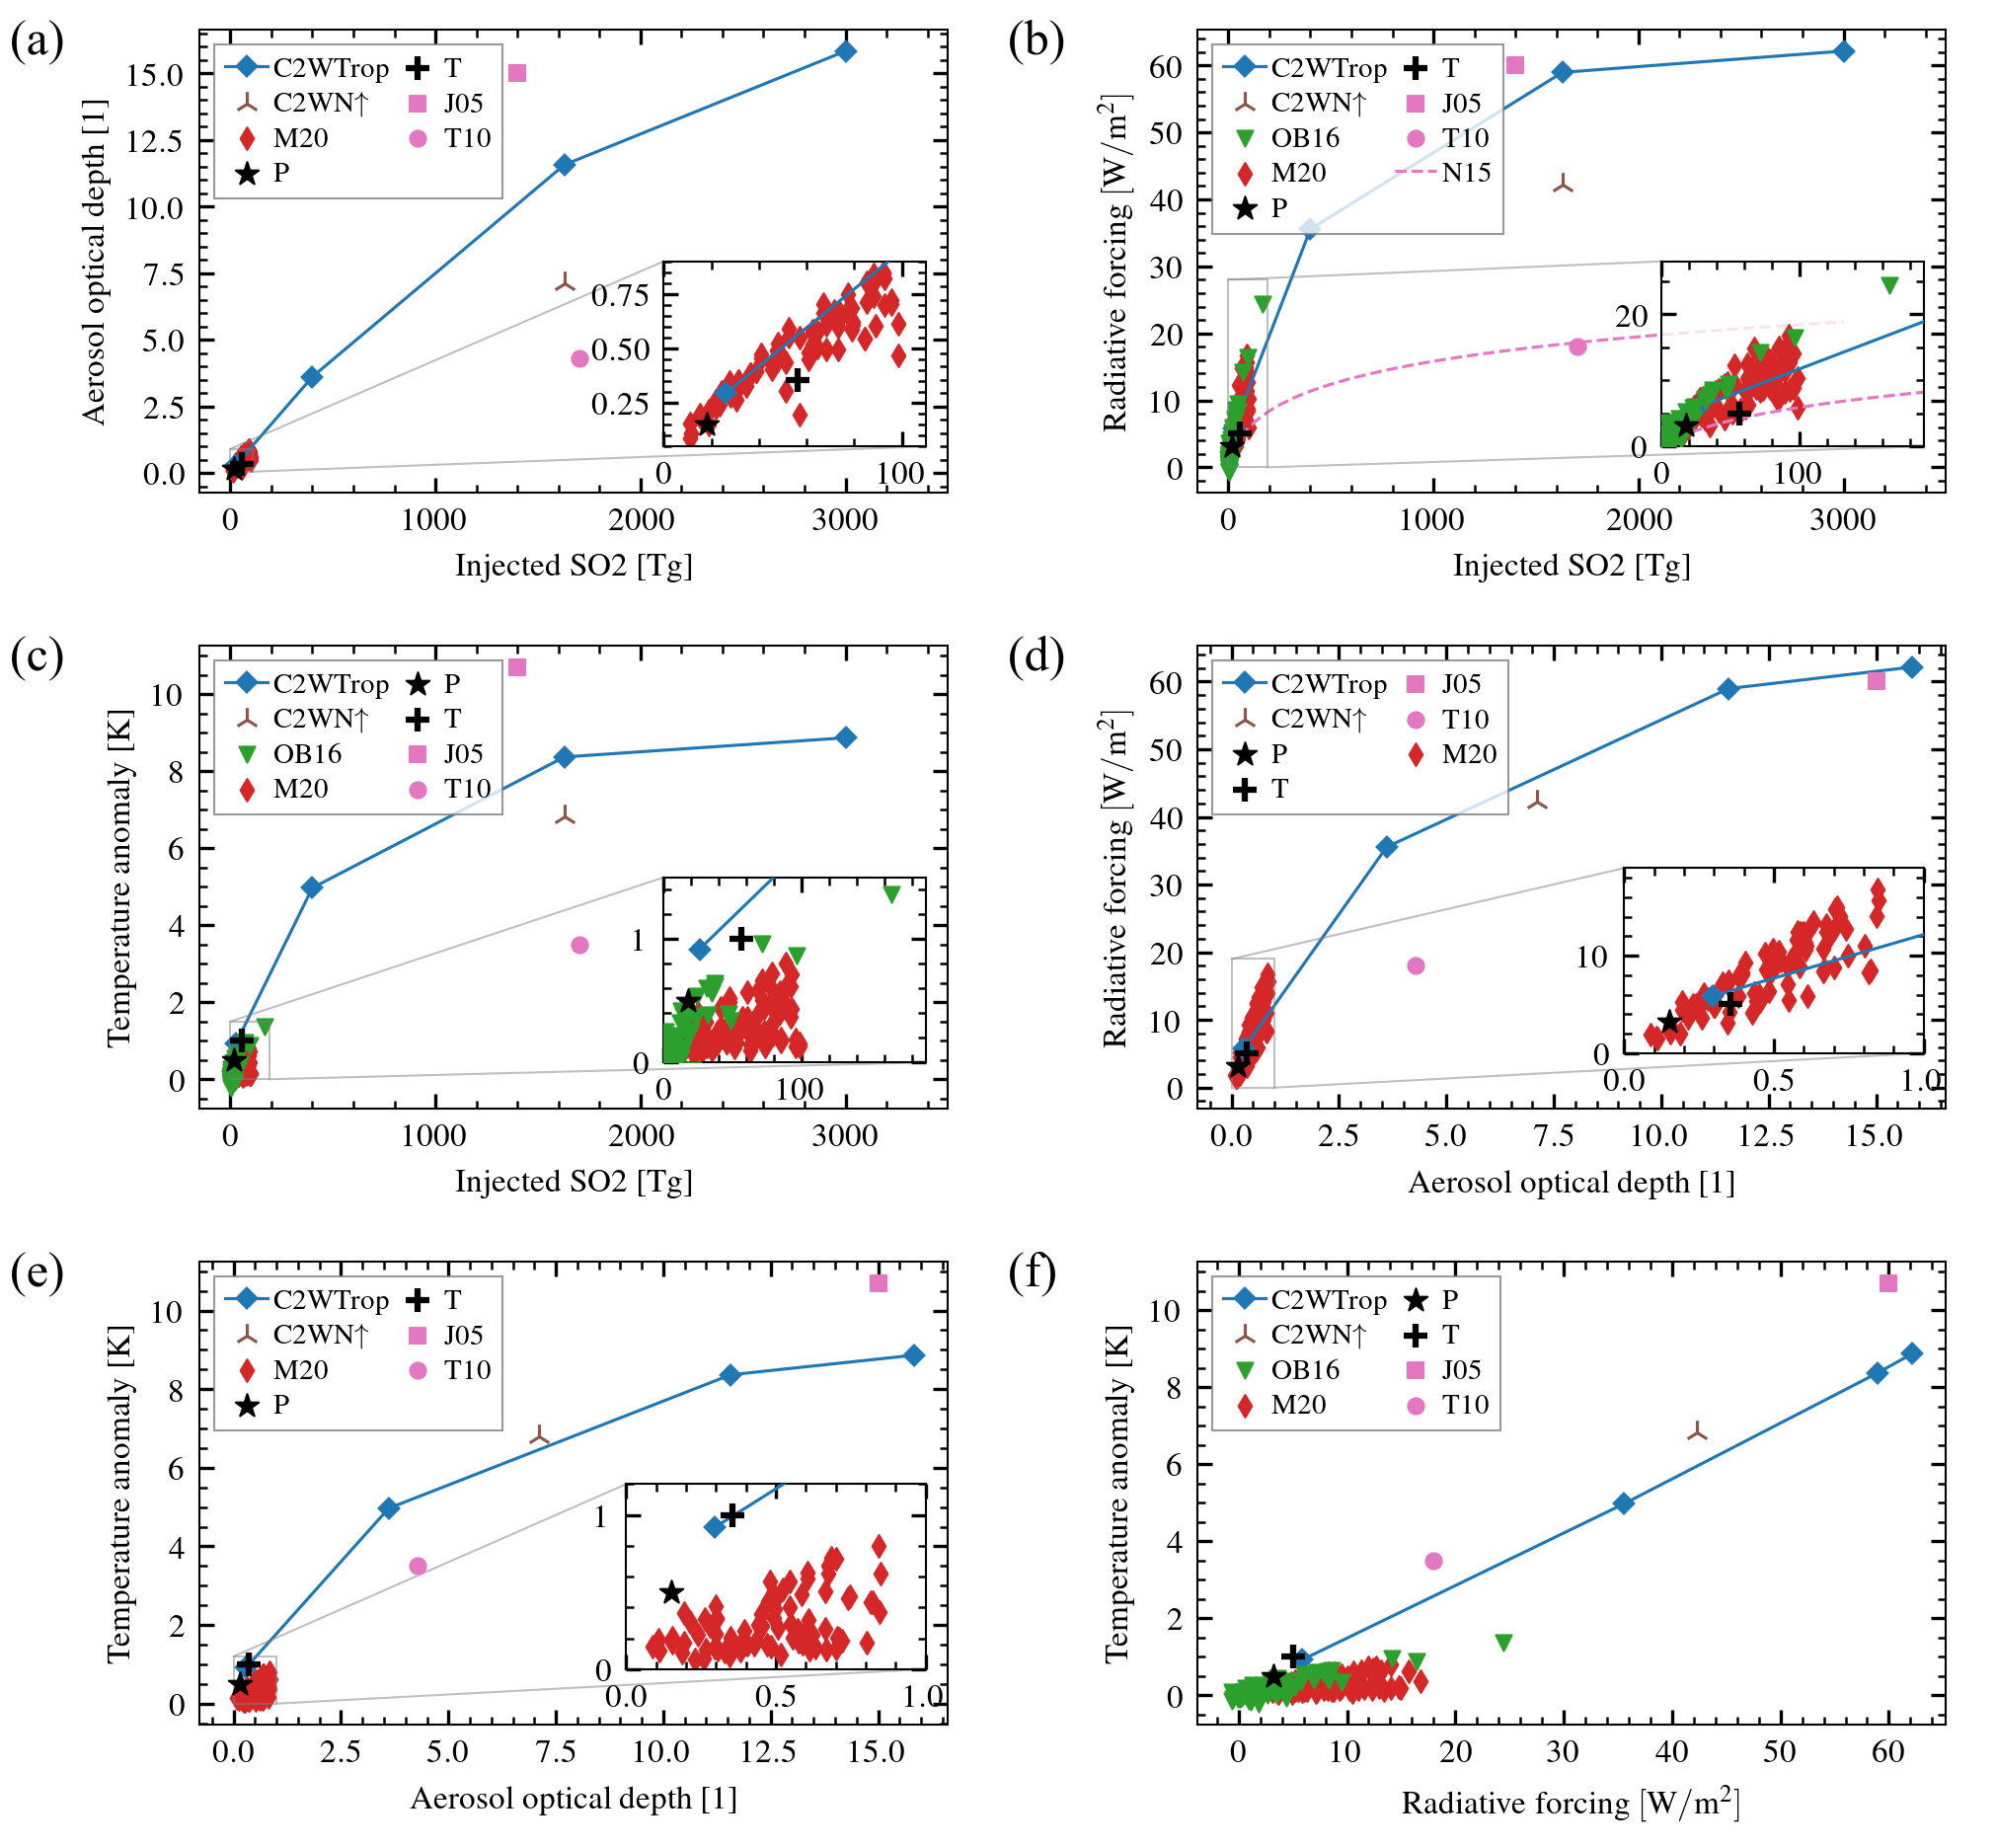 (a)
Aerosol optical depth [1]
15.0
12.5
10.0
7.5
5.0
2.5
0.0
C2WTrop T
C2WN↑ J05
M20 T10
P
0.75
0.50
0.25
0 100
0 1000 2000 3000
Injected SO2 [Tg]
(b)
Radiative forcing [W/m²]
60
50
40
30
20
10
0
C2WTrop T
C2WN↑ J05
OB16 T10
M20 N15
P
20
0
0 100
0 1000 2000 3000
Injected SO2 [Tg]
(c)
Temperature anomaly [K]
10
8
6
4
2
0
C2WTrop P
C2WN↑ T
OB16 J05
M20 T10
1
0
0 100
0 1000 2000 3000
Injected SO2 [Tg]
(d)
Radiative forcing [W/m²]
60
50
40
30
20
10
0
C2WTrop J05
C2WN↑ T10
P M20
T
10
0
0.0 0.5 1.0
0.0 2.5 5.0 7.5 10.0 12.5 15.0
Aerosol optical depth [1]
(e)
Temperature anomaly [K]
10
8
6
4
2
0
C2WTrop T
C2WN↑ J05
M20 T10
P
1
0
0.0 0.5 1.0
0.0 2.5 5.0 7.5 10.0 12.5 15.0
Aerosol optical depth [1]
(f)
Temperature anomaly [K]
10
8
6
4
2
0
C2WTrop P
C2WN↑ T
OB16 J05
M20 T10
0 10 20 30 40 50 60
Radiative forcing [W/m²]